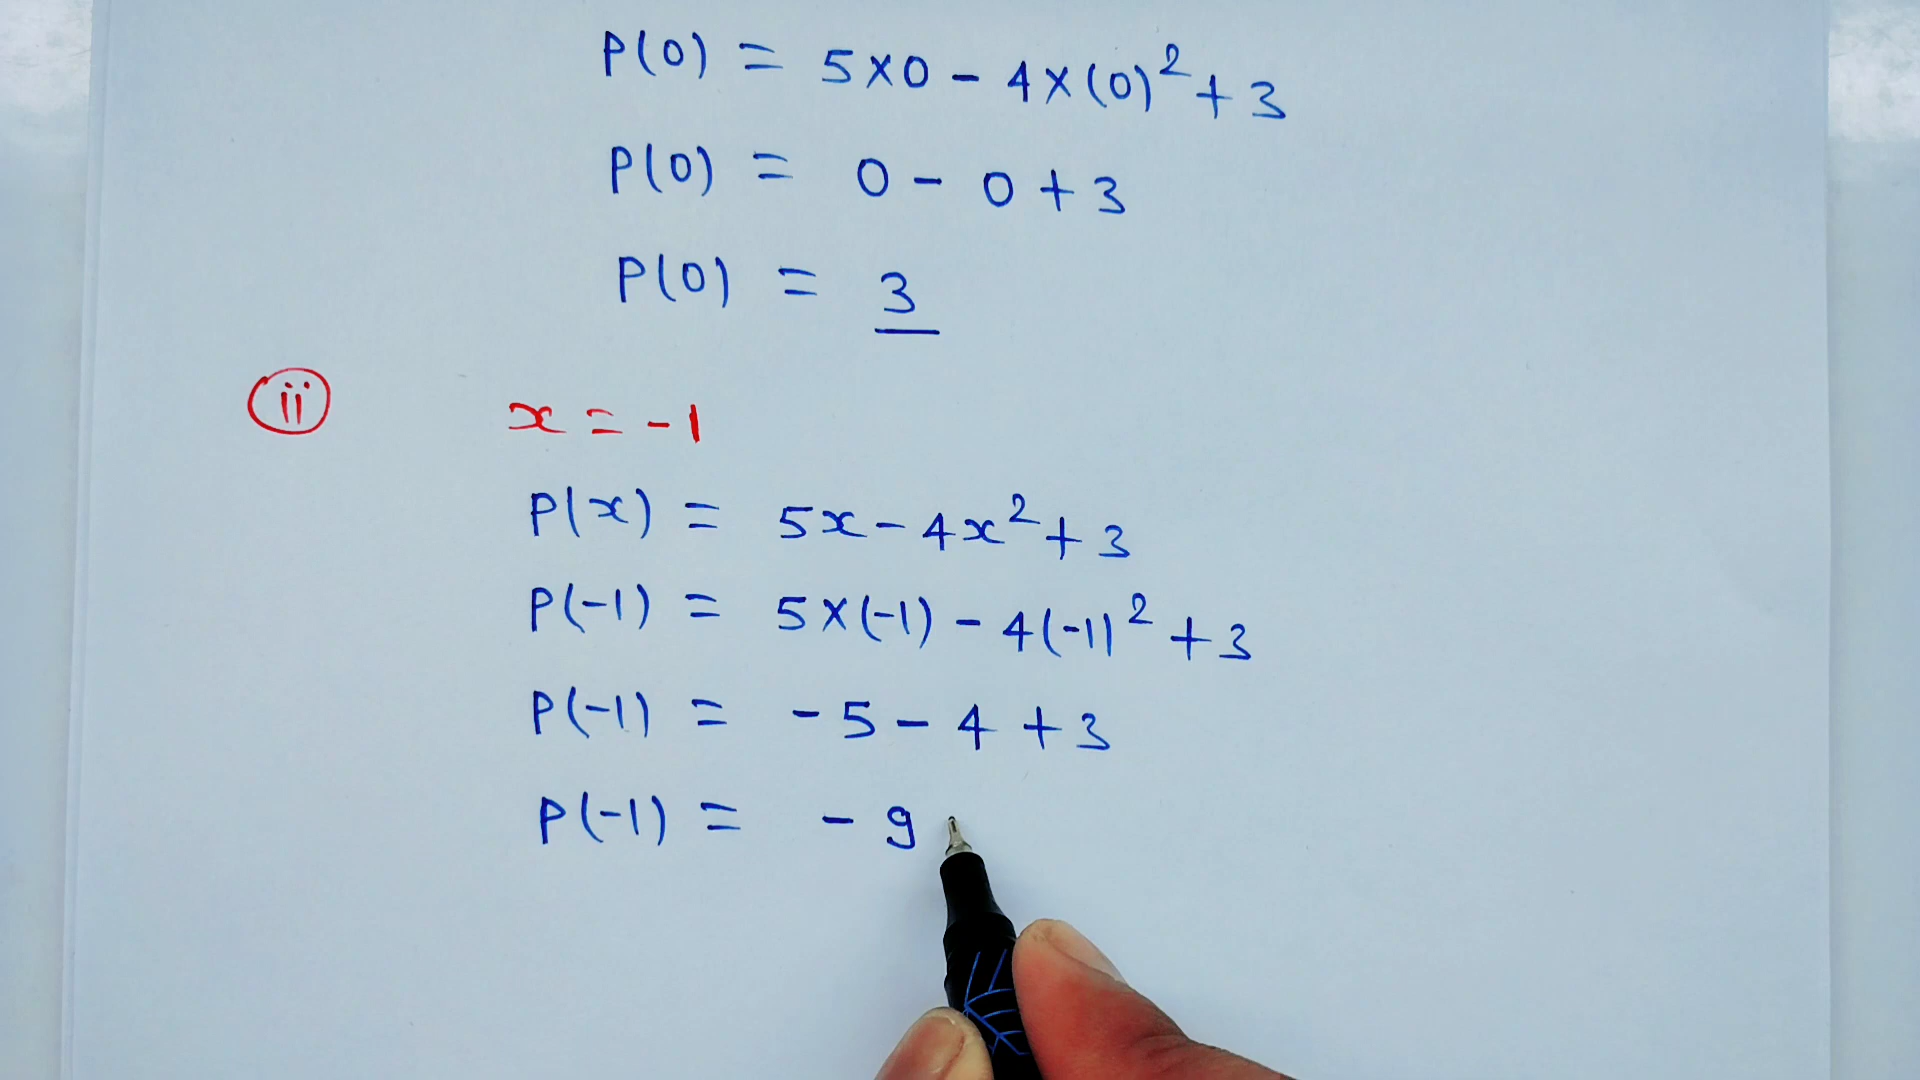 P(0) = 5×0 - 4×(0)² + 3
P(0) = 0 - 0 + 3
P(0) = 3
ii x = -1
P(x) = 5x - 4x² + 3
P(-1) = 5×(-1) - 4(-1)² + 3
P(-1) = -5 - 4 + 3
P(-1) = - 9